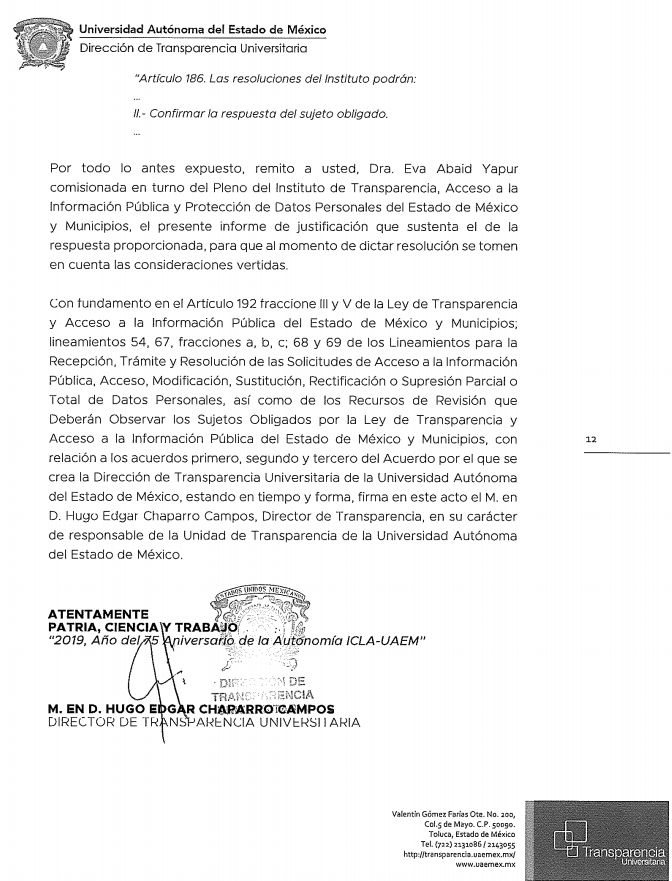 Universidad Autónoma del Estado de México
Dirección de Transparencia Universitaria
"Artículo 186. Las resoluciones del Instituto podrán:
...
II.- Confirmar la respuesta del sujeto obligado.
...
Por todo lo antes expuesto, remito a usted, Dra. Eva Abaid Yapur
comisionada en turno del Pleno del Instituto de Transparencia, Acceso a la
Información Pública y Protección de Datos Personales del Estado de México
y Municipios, el presente informe de justificación que sustenta el de la
respuesta proporcionada, para que al momento de dictar resolución se tomen
en cuenta las consideraciones vertidas.
Con fundamento en el Artículo 192 fraccione III y V de la Ley de Transparencia
y Acceso a la Información Pública del Estado de México y Municipios;
lineamientos 54, 67, fracciones a, b, c; 68 y 69 de los Lineamientos para la
Recepción, Trámite y Resolución de las Solicitudes de Acceso a la Información
Pública, Acceso, Modificación, Sustitución, Rectificación o Supresión Parcial o
Total de Datos Personales, así como de los Recursos de Revisión que
Deberán Observar los Sujetos Obligados por la Ley de Transparencia y
Acceso a la Información Pública del Estado de México y Municipios, con
relación a los acuerdos primero, segundo y tercero del Acuerdo por el que se
crea la Dirección de Transparencia Universitaria de la Universidad Autónoma
del Estado de México, estando en tiempo y forma, firma en este acto el M. en
D. Hugo Edgar Chaparro Campos, Director de Transparencia, en su carácter
de responsable de la Unidad de Transparencia de la Universidad Autónoma
del Estado de México.
12
ESTADOS UNIDOS MEXICANOS
ATENTAMENTE
PATRIA, CIENCIA Y TRABAJO
"2019, Año del 75 Aniversario de la Autonomía ICLA-UAEM"
DIRECCIÓN DE
TRANSPARENCIA
M. EN D. HUGO EDGAR CHAPARRO CAMPOS
DIRECTOR DE TRANSPARENCIA UNIVERSITARIA
Valentín Gómez Farías Ote. No. 200,
Col.5 de Mayo. C.P. 50090.
Toluca, Estado de México
Tel. (722) 2131086 / 2143055
http://transparencia.uaemex.mx/
www.uaemex.mx
Transparencia
Universitaria